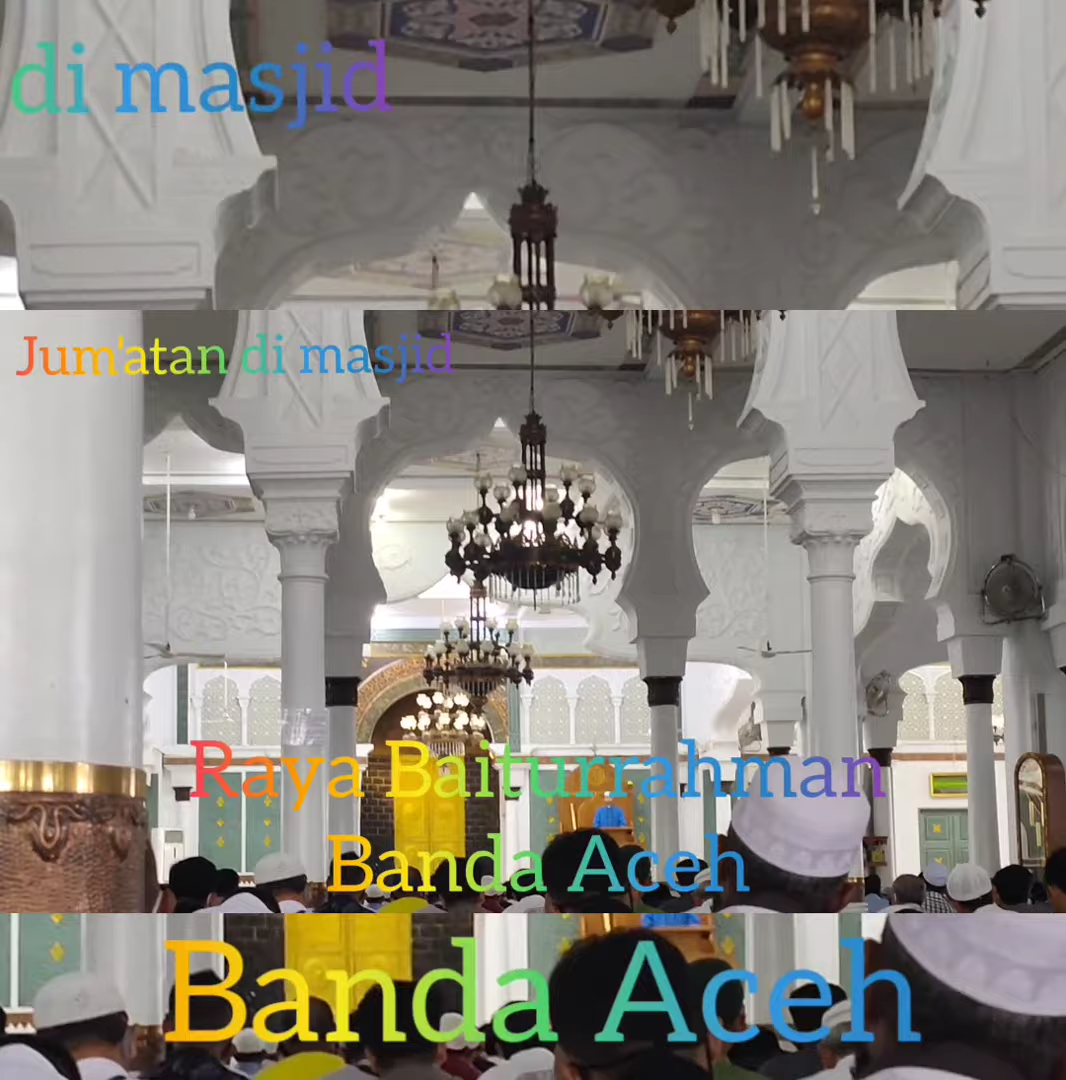 di masjid
Jum'atan di masjid
Raya Baiturrahman
Banda Aceh
Banda Aceh